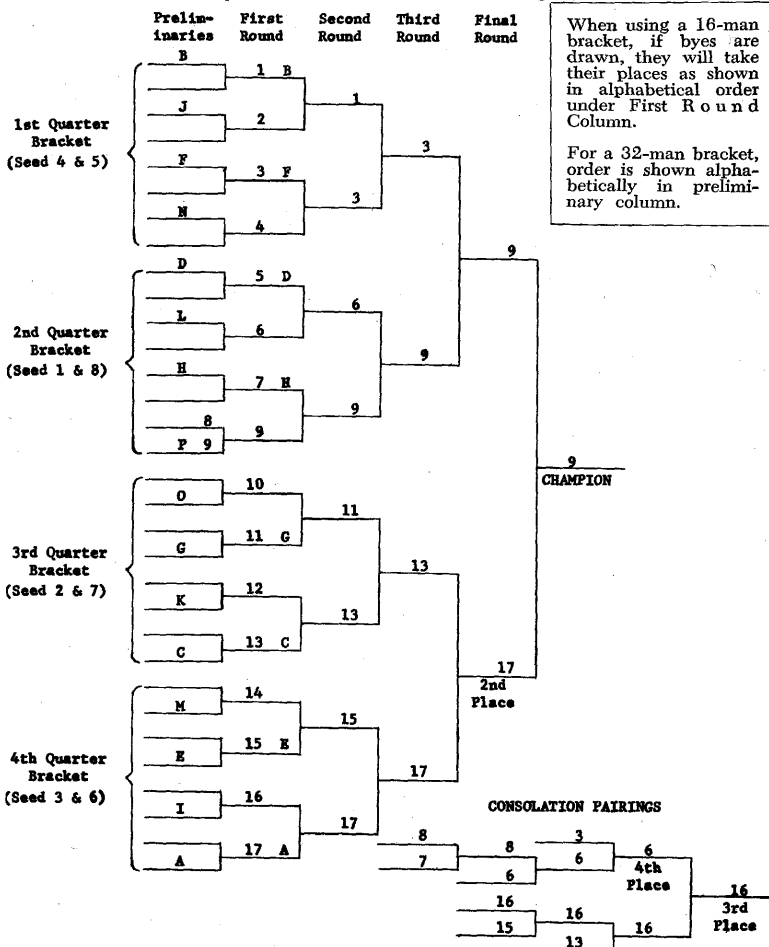 Prelim-
inaries
First
Round
Second
Round
Third
Round
Final
Round
When using a 16-man
bracket, if byes are
drawn, they will take
their places as shown
in alphabetical order
under First Round
Column.
For a 32-man bracket,
order is shown alpha-
betically in prelimi-
nary column.
1st Quarter
Bracket
(Seed 4 & 5)
B
1 B
1
J
2
3
F
3 F
3
N
4
9
2nd Quarter
Bracket
(Seed 1 & 8)
D
5 D
6
L
6
9
H
7 H
9
8
P 9
9
9
CHAMPION
3rd Quarter
Bracket
(Seed 2 & 7)
O
10
11
G
11 G
13
K
12
13
C
13 C
17
2nd
Place
4th Quarter
Bracket
(Seed 3 & 6)
M
14
15
E
15 E
17
I
16
17
A
17 A
CONSOLATION PAIRINGS
8
7
8
6
3
6
6
4th
Place
16
15
16
13
16
16
3rd
Place